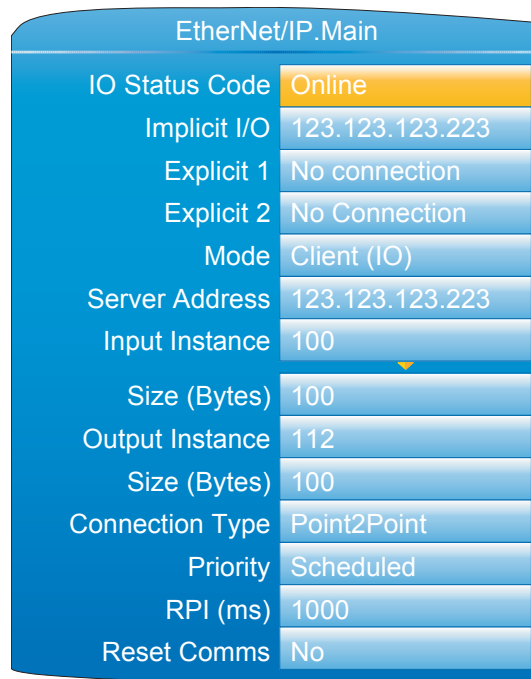 EtherNet/IP.Main
IO Status Code Online
Implicit I/O 123.123.123.223
Explicit 1 No connection
Explicit 2 No Connection
Mode Client (IO)
Server Address 123.123.123.223
Input Instance 100
Size (Bytes) 100
Output Instance 112
Size (Bytes) 100
Connection Type Point2Point
Priority Scheduled
RPI (ms) 1000
Reset Comms No